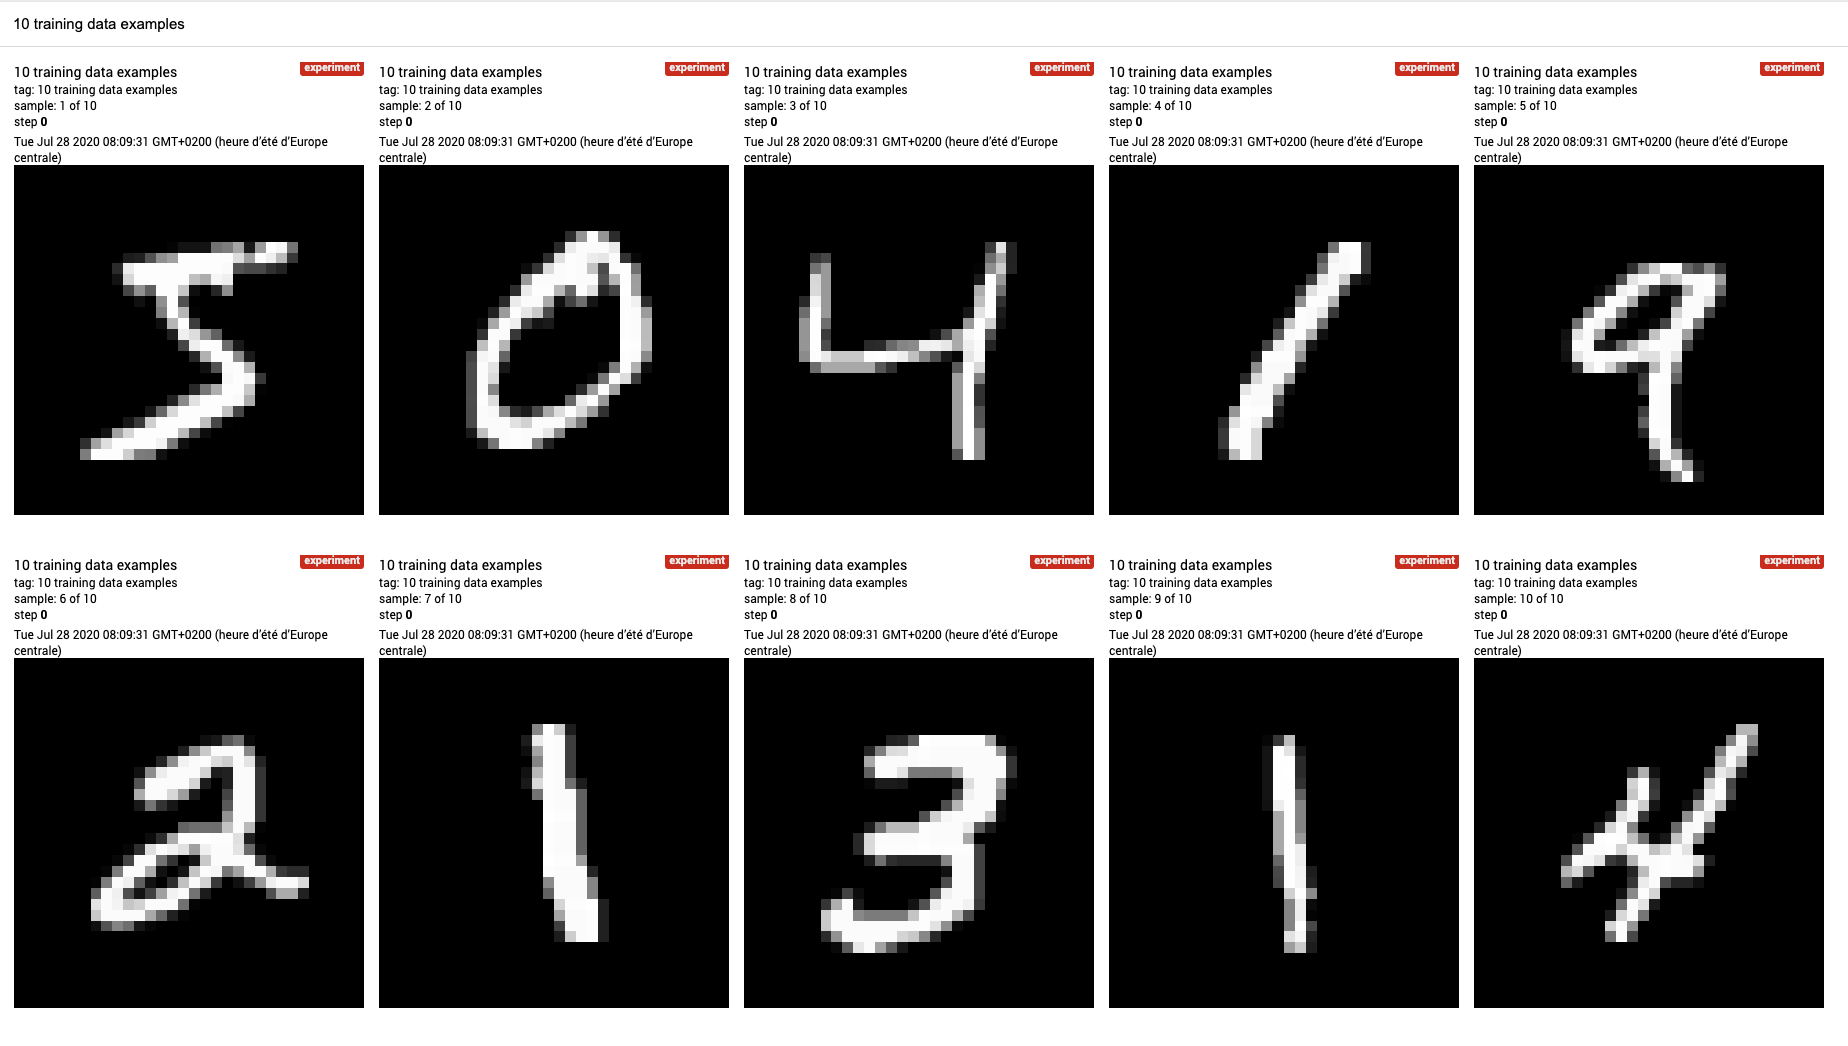 10 training data examples
10 training data examples experiment
tag: 10 training data examples
sample: 1 of 10
step 0
Tue Jul 28 2020 08:09:31 GMT+0200 (heure d’été d’Europe
centrale)
5
10 training data examples experiment
tag: 10 training data examples
sample: 2 of 10
step 0
Tue Jul 28 2020 08:09:31 GMT+0200 (heure d’été d’Europe
centrale)
0
10 training data examples experiment
tag: 10 training data examples
sample: 3 of 10
step 0
Tue Jul 28 2020 08:09:31 GMT+0200 (heure d’été d’Europe
centrale)
4
10 training data examples experiment
tag: 10 training data examples
sample: 4 of 10
step 0
Tue Jul 28 2020 08:09:31 GMT+0200 (heure d’été d’Europe
centrale)
1
10 training data examples experiment
tag: 10 training data examples
sample: 5 of 10
step 0
Tue Jul 28 2020 08:09:31 GMT+0200 (heure d’été d’Europe
centrale)
9
10 training data examples experiment
tag: 10 training data examples
sample: 6 of 10
step 0
Tue Jul 28 2020 08:09:31 GMT+0200 (heure d’été d’Europe
centrale)
2
10 training data examples experiment
tag: 10 training data examples
sample: 7 of 10
step 0
Tue Jul 28 2020 08:09:31 GMT+0200 (heure d’été d’Europe
centrale)
1
10 training data examples experiment
tag: 10 training data examples
sample: 8 of 10
step 0
Tue Jul 28 2020 08:09:31 GMT+0200 (heure d’été d’Europe
centrale)
3
10 training data examples experiment
tag: 10 training data examples
sample: 9 of 10
step 0
Tue Jul 28 2020 08:09:31 GMT+0200 (heure d’été d’Europe
centrale)
1
10 training data examples experiment
tag: 10 training data examples
sample: 10 of 10
step 0
Tue Jul 28 2020 08:09:31 GMT+0200 (heure d’été d’Europe
centrale)
4